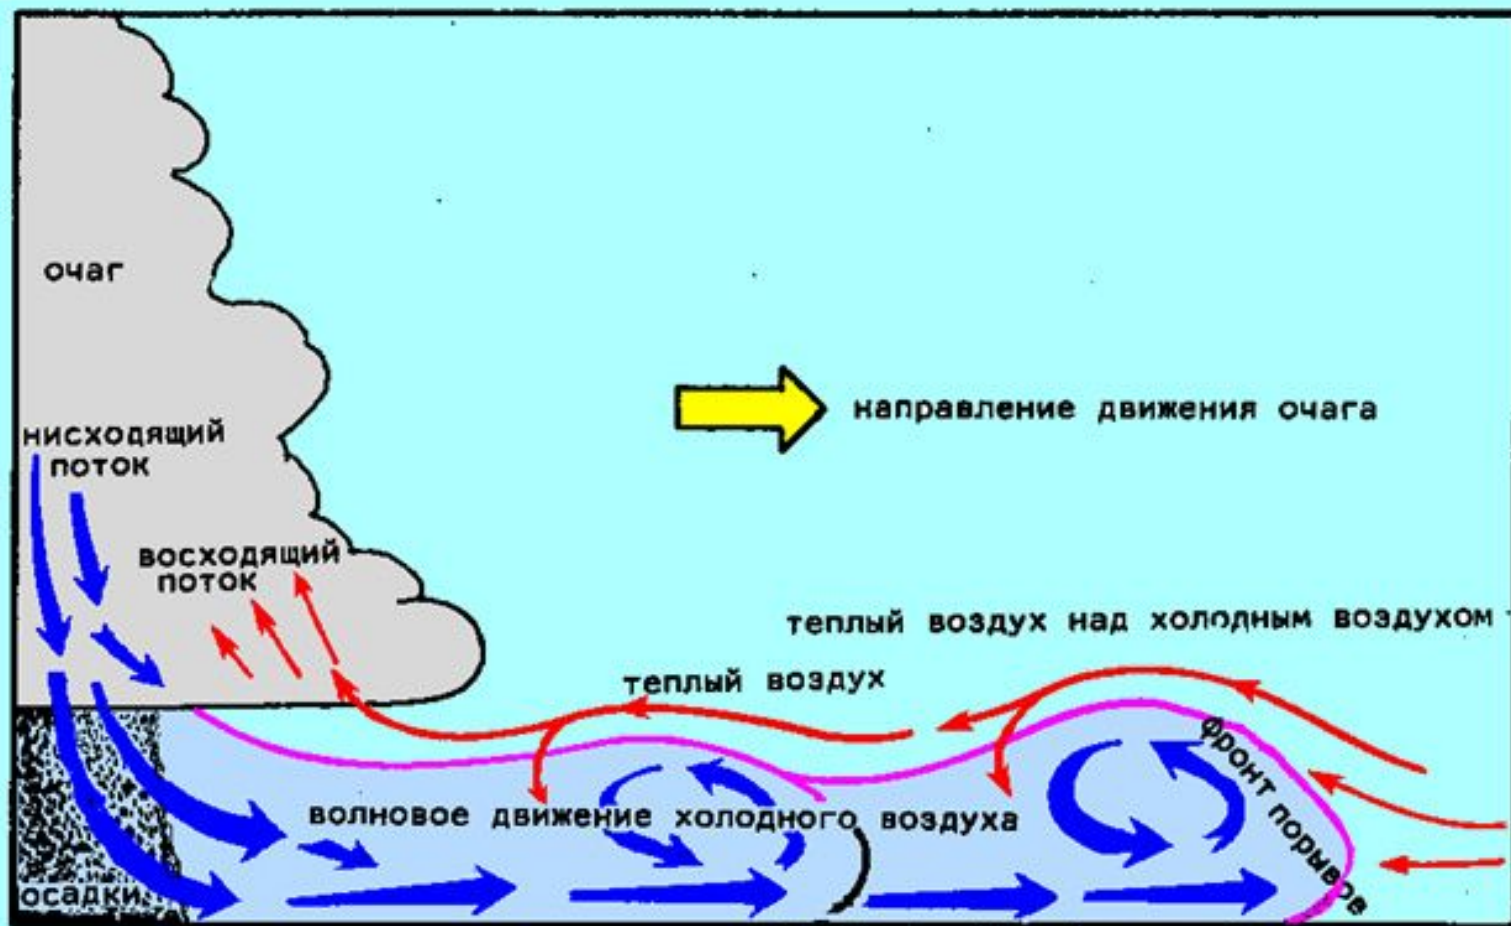 очаг
направление движения очага
нисходящий
поток
восходящий
поток
теплый воздух над холодным воздухом
теплый воздух
фронт порывов
волновое движение холодного воздуха
осадки